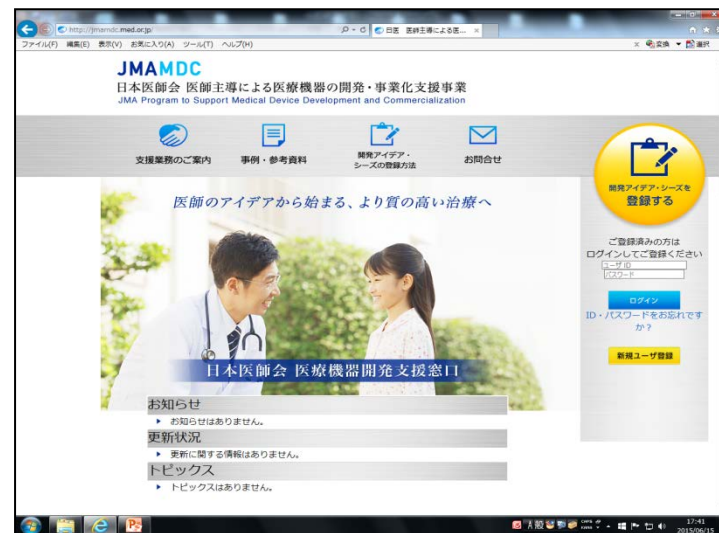 http://jmamdc.med.or.jp/
日医 医師主導による医...
ファイル(F) 編集(E) 表示(V) お気に入り(A) ツール(T) ヘルプ(H)
変換 選択
JMAMDC
日本医師会 医師主導による医療機器の開発・事業化支援事業
JMA Program to Support Medical Device Development and Commercialization
支援業務のご案内
事例・参考資料
開発アイデア・
シーズの登録方法
お問合せ
開発アイデア・シーズを
登録する
医師のアイデアから始まる、より質の高い治療へ
ご登録済みの方は
ログインしてご登録ください
ユーザID
パスワード
ログイン
ID・パスワードをお忘れです
か?
新規ユーザ登録
日本医師会 医療機器開発支援窓口
お知らせ
お知らせはありません。
更新状況
更新に関する情報はありません。
トピックス
トピックスはありません。
A 般
CAPS
KANA
17:41
2015/06/15